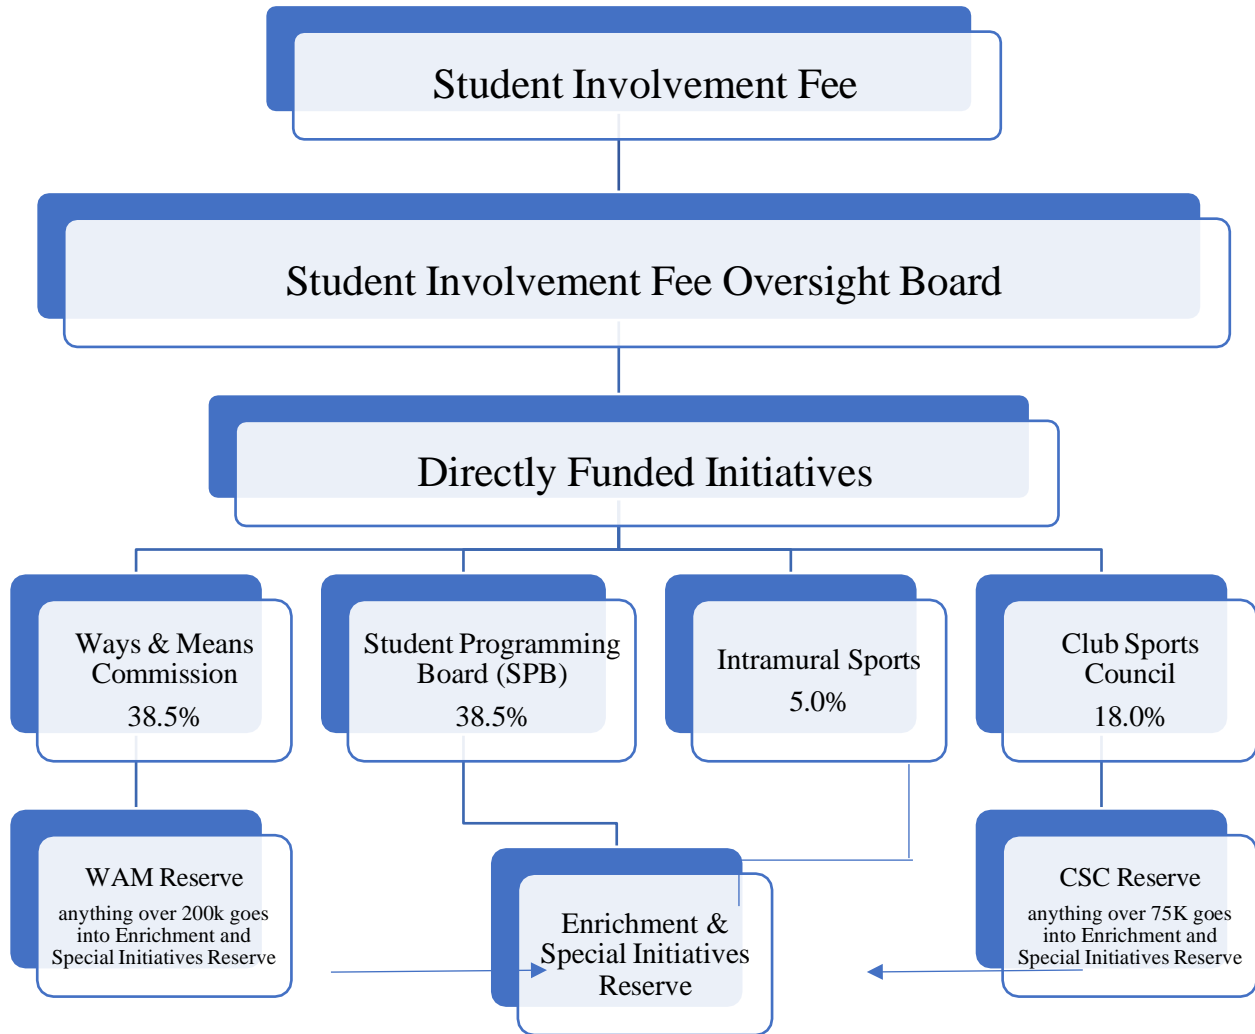 Student Involvement Fee
Student Involvement Fee Oversight Board
Directly Funded Initiatives
Ways & Means
Commission
38.5%
Student Programming
Board (SPB)
38.5%
Intramural Sports
5.0%
Club Sports
Council
18.0%
WAM Reserve
anything over 200k goes
into Enrichment and
Special Initiatives Reserve
Enrichment &
Special Initiatives
Reserve
CSC Reserve
anything over 75K goes
into Enrichment and
Special Initiatives Reserve